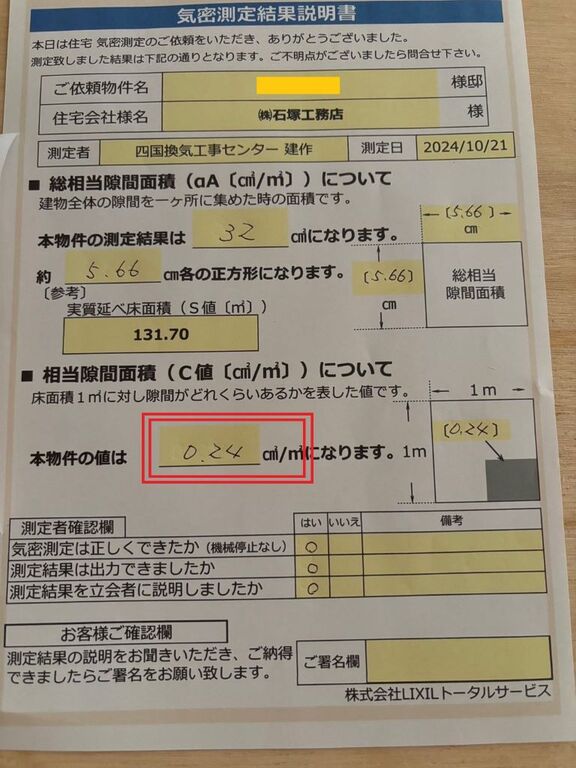 気密測定結果説明書
本日は住宅 気密測定のご依頼をいただき、ありがとうございました。
測定致しました結果は下記の通りとなります。ご不明点がございましたら問合せ下さい。
ご依頼物件名 様邸
住宅会社様名 ㈱石塚工務店 様
測定者 四国換気工事センター 建作 測定日 2024/10/21
■ 総相当隙間面積(αA〔c㎡/㎡〕)について
建物全体の隙間を一ヶ所に集めた時の面積です。
本物件の測定結果は 32 c㎡になります。
約 5.66 cm各の正方形になります。
〔5.66〕
cm
〔5.66〕
cm
総相当
隙間面積
〔参考〕
実質延べ床面積(S値〔㎡〕)
131.70
■ 相当隙間面積(C値〔c㎡/㎡〕)について
床面積1㎡に対し隙間がどれくらいあるかを表した値です。
本物件の値は 0.24 c㎡/㎡になります。
1m
1m
〔0.24〕
測定者確認欄 はい いいえ 備考
気密測定は正しくできたか(機械停止なし) ○
測定結果は出力できましたか ○
測定結果を立会者に説明しましたか ○
お客様ご確認欄
測定結果の説明をお聞きいただき、ご納得
できましたらご署名をお願い致します。
ご署名欄
株式会社LIXILトータルサービス